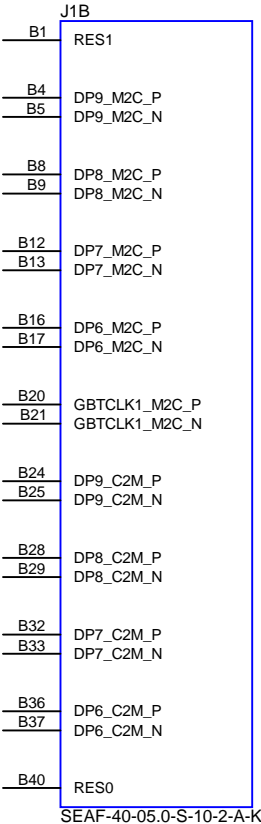 J1B
B1 RES1
B4 DP9_M2C_P
B5 DP9_M2C_N
B8 DP8_M2C_P
B9 DP8_M2C_N
B12 DP7_M2C_P
B13 DP7_M2C_N
B16 DP6_M2C_P
B17 DP6_M2C_N
B20 GBTCLK1_M2C_P
B21 GBTCLK1_M2C_N
B24 DP9_C2M_P
B25 DP9_C2M_N
B28 DP8_C2M_P
B29 DP8_C2M_N
B32 DP7_C2M_P
B33 DP7_C2M_N
B36 DP6_C2M_P
B37 DP6_C2M_N
B40 RES0
SEAF-40-05.0-S-10-2-A-K